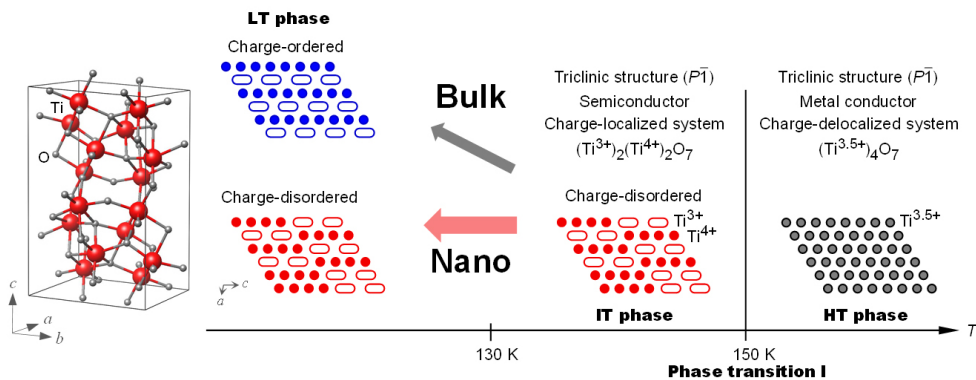 LT phase
Charge-ordered
Ti
O
c
a
b
Bulk
Charge-disordered
a
c
Nano
Triclinic structure (P1̅)
Semiconductor
Charge-localized system
(Ti³⁺)₂(Ti⁴⁺)₂O₇
Charge-disordered
Ti³⁺
Ti⁴⁺
IT phase
Triclinic structure (P1̅)
Metal conductor
Charge-delocalized system
(Ti³·⁵⁺)₄O₇
Ti³·⁵⁺
HT phase
T
130 K
150 K
Phase transition I